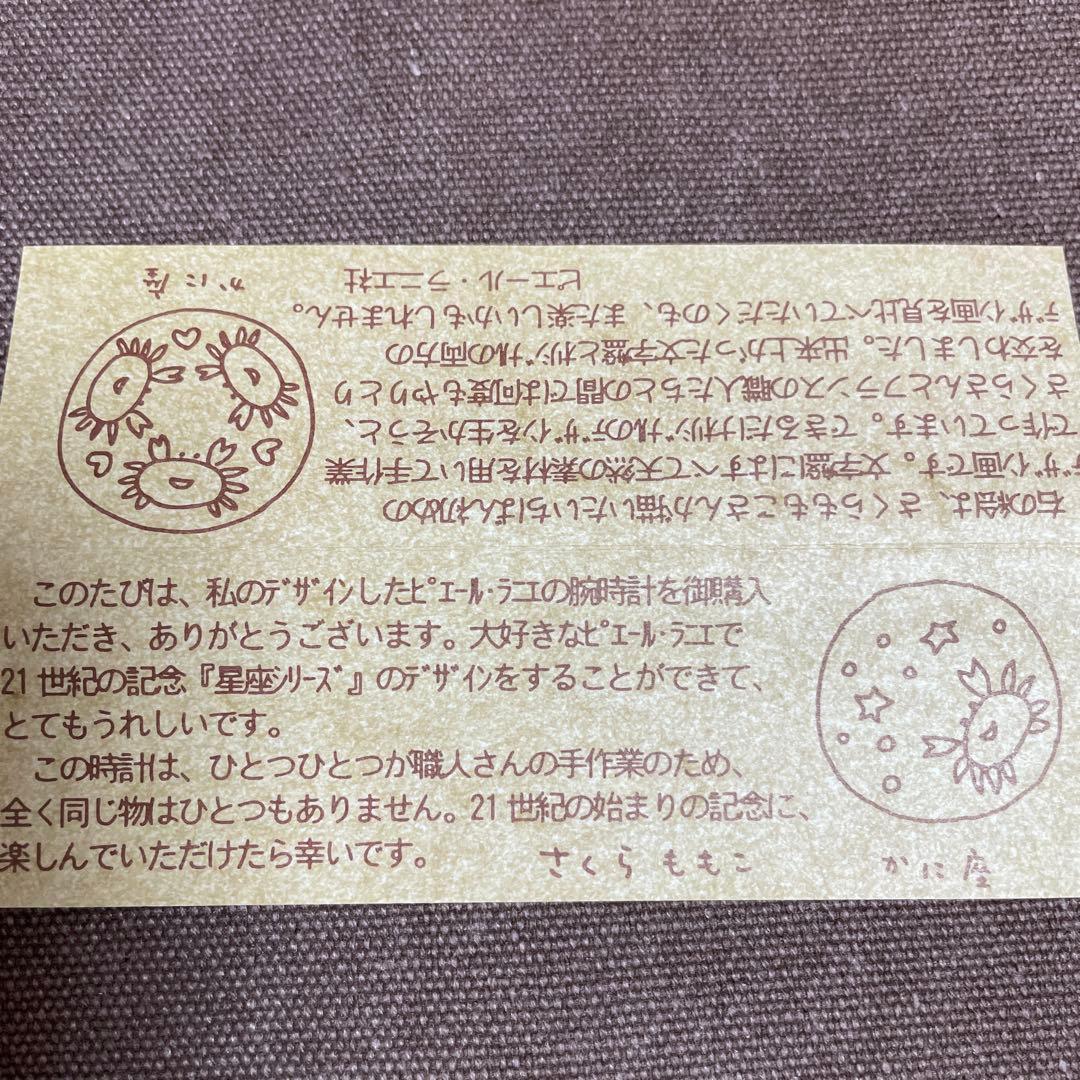 このたびは、私のデザインしたピエール・ラニエの腕時計を御購入
いただき、ありがとうございます。大好きなピエール・ラニエで
21世紀の記念『星座シリーズ』のデザインをすることができて、
とてもうれしいです。
この時計は、ひとつひとつが職人さんの手作業のため、
全く同じ物はひとつもありません。21世紀の始まりの記念に、
楽しんでいただけたら幸いです。
さくらももこ
かに座
右の絵は、さくらももこさんが描いたいちばん初めの
デザイン画です。文字盤にはすべて天然の素材を用いて手作業
で作っています。できるだけオリジナルのデザインを生かそうと、
さくらさんとフランスの職人たちとの間では何度もやりとり
を交わしました。出来上がった文字盤とオリジナルの両方の
デザイン画を見比べていただくのも、また楽しいかもしれません。
ピエール・ラニエ社
かに座